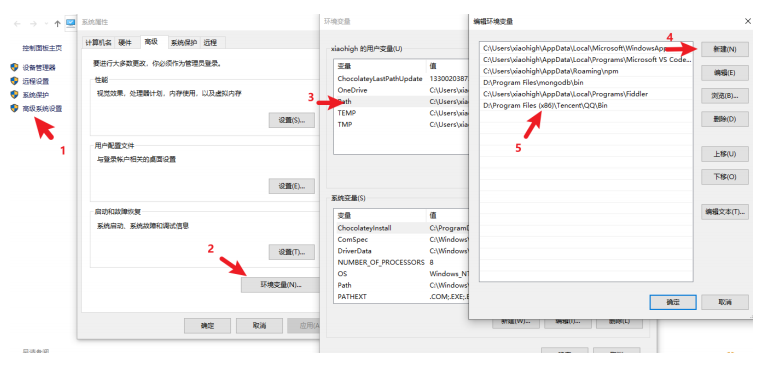 系统属性
环境变量
编辑环境变量
控制面板主页
设备管理器
远程设置
系统保护
高级系统设置
1
计算机名 硬件 高级 系统保护 远程
要进行大多数更改，你必须作为管理员登录。
性能
视觉效果，处理器计划，内存使用，以及虚拟内存
设置(S)...
用户配置文件
与登录帐户相关的桌面设置
设置(E)...
启动和故障恢复
系统启动、系统故障和调试信息
设置(T)...
2
环境变量(N)...
确定
取消
应用(A
xiaohigh 的用户变量(U)
变量 值
ChocolateyLastPathUpdate 1330020387
OneDrive C:\Users\xia
3
Path C:\Users\xia
TEMP C:\Users\xia
TMP C:\Users\xia
系统变量(S)
变量 值
ChocolateyInstall C:\ProgramD
ComSpec C:\Windows\
DriverData C:\Windows\
NUMBER_OF_PROCESSORS 8
OS Windows_NT
Path C:\Windows\
PATHEXT .COM;.EXE;.E
新建(W)... 编辑(I)... 删除(L)
4
C:\Users\xiaohigh\AppData\Local\Microsoft\WindowsApp
C:\Users\xiaohigh\AppData\Local\Programs\Microsoft VS Code...
C:\Users\xiaohigh\AppData\Roaming\npm
D:\Program Files\mongodb\bin
C:\Users\xiaohigh\AppData\Local\Programs\Fiddler
D:\Program Files (x86)\Tencent\QQ\Bin
5
新建(N)
编辑(E)
浏览(B)...
删除(D)
上移(U)
下移(O)
编辑文本(T)...
确定
取消